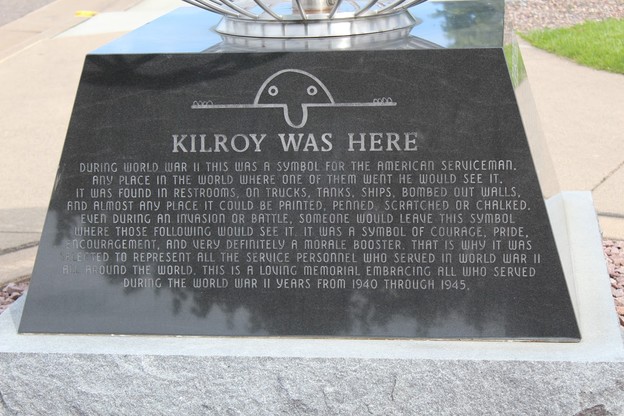 KILROY WAS HERE
DURING WORLD WAR II THIS WAS A SYMBOL FOR THE AMERICAN SERVICEMAN.
ANY PLACE IN THE WORLD WHERE ONE OF THEM WENT HE WOULD SEE IT.
IT WAS FOUND IN RESTROOMS, ON TRUCKS, TANKS, SHIPS, BOMBED OUT WALLS,
AND ALMOST ANY PLACE IT COULD BE PAINTED, PENNED, SCRATCHED OR CHALKED.
EVEN DURING AN INVASION OR BATTLE, SOMEONE WOULD LEAVE THIS SYMBOL
WHERE THOSE FOLLOWING WOULD SEE IT. IT WAS A SYMBOL OF COURAGE, PRIDE,
ENCOURAGEMENT, AND VERY DEFINITELY A MORALE BOOSTER. THAT IS WHY IT WAS
SELECTED TO REPRESENT ALL THE SERVICE PERSONNEL WHO SERVED IN WORLD WAR II
ALL AROUND THE WORLD. THIS IS A LOVING MEMORIAL EMBRACING ALL WHO SERVED
DURING THE WORLD WAR II YEARS FROM 1940 THROUGH 1945.